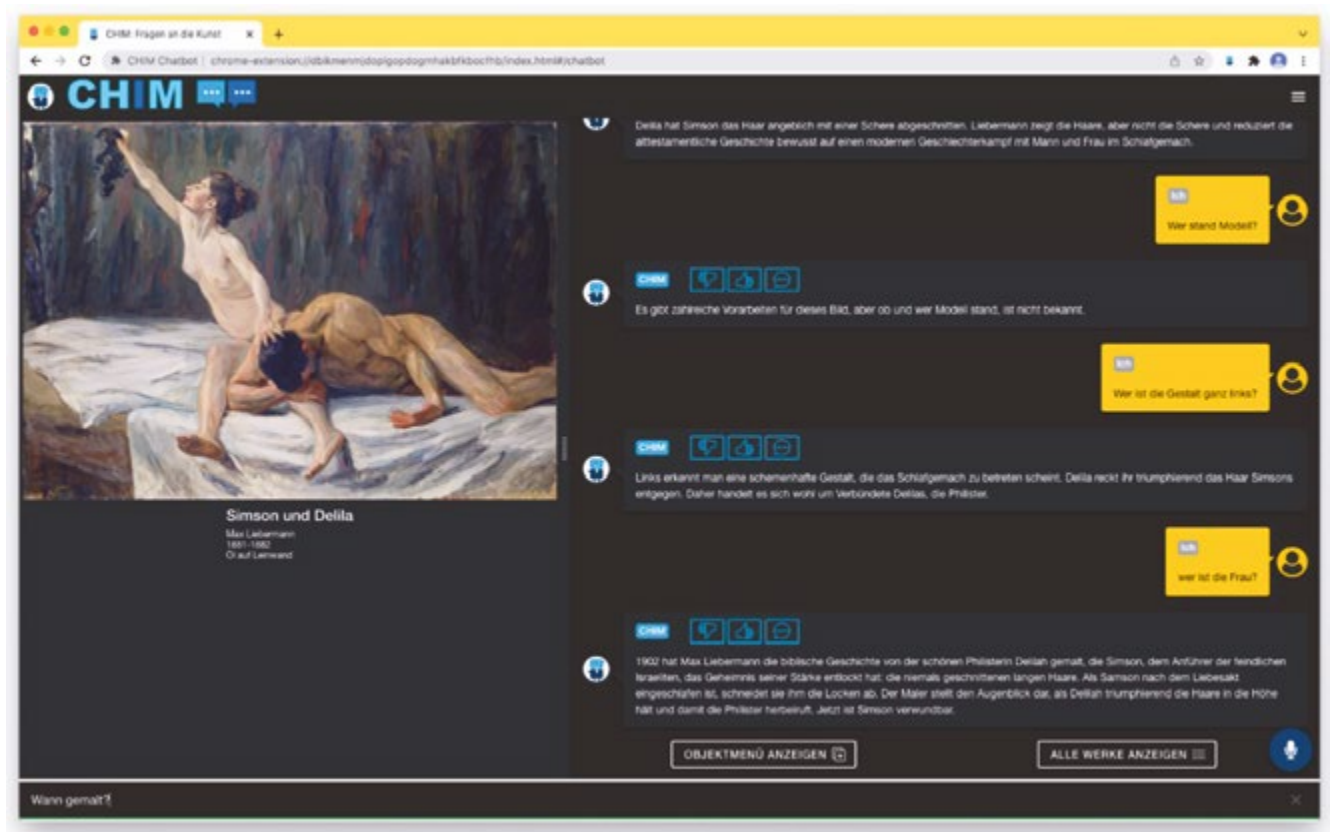 CHIM: Fragen an die Kunst
CHIM Chatbot | chrome-extension://
CHIM
Simson und Delila
Max Liebermann
1881-1882
Öl auf Leinwand
Delila hat Simson das Haar angeblich mit einer Schere abgeschnitten. Liebermann zeigt die Haare, aber nicht die Schere und reduziert die
alttestamentliche Geschichte bewusst auf einen modernen Geschlechterkampf mit Mann und Frau im Schlafgemach.
Ich
Wer stand Modell?
CHIM
Es gibt zahlreiche Vorarbeiten für dieses Bild, aber ob und wer Modell stand, ist nicht bekannt.
Ich
Wer ist die Gestalt ganz links?
CHIM
Links erkennt man eine schemenhafte Gestalt, die das Schlafgemach zu betreten scheint. Delila reckt ihr triumphierend das Haar Simsons
entgegen. Daher handelt es sich wohl um Verbündete Delilas, die Philister.
Ich
wer ist die Frau?
CHIM
1902 hat Max Liebermann die biblische Geschichte von der schönen Philisterin Delilah gemalt, die Simson, dem Anführer der feindlichen
Israeliten, das Geheimnis seiner Stärke entlockt hat: die niemals geschnittenen langen Haare. Als Samson nach dem Liebesakt
eingeschlafen ist, schneidet sie ihm die Locken ab. Der Maler stellt den Augenblick dar, als Delilah triumphierend die Haare in die Höhe
hält und damit die Philister herbeiruft. Jetzt ist Simson verwundbar.
OBJEKTMENÜ ANZEIGEN
ALLE WERKE ANZEIGEN
Wann gemalt?